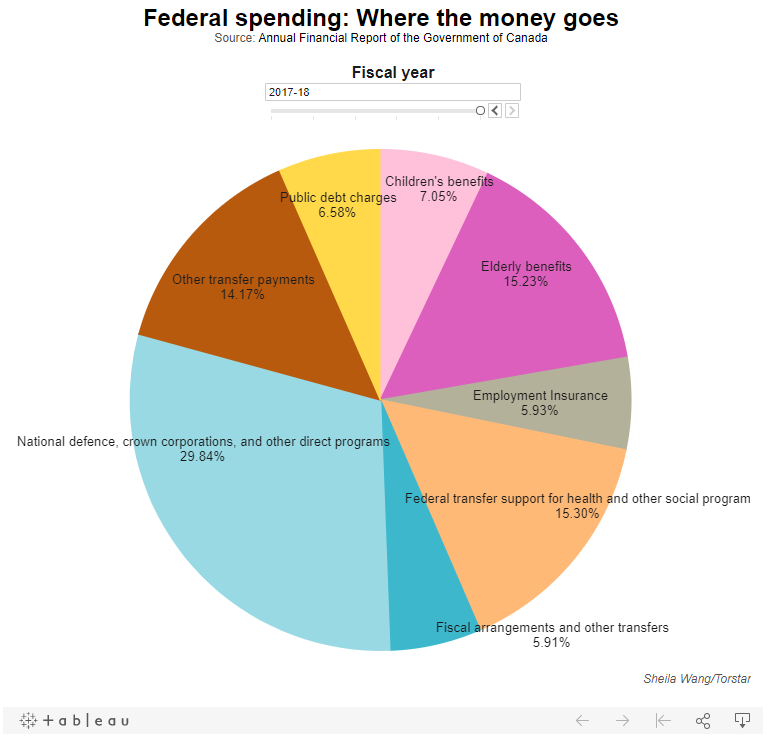 Federal spending: Where the money goes
Source: Annual Financial Report of the Government of Canada
Fiscal year
2017-18
Children's benefits
7.05%
Public debt charges
6.58%
Elderly benefits
15.23%
Other transfer payments
14.17%
Employment Insurance
5.93%
National defence, crown corporations, and other direct programs
29.84%
Federal transfer support for health and other social program
15.30%
Fiscal arrangements and other transfers
5.91%
Sheila Wang/Torstar
+ a b l e a u